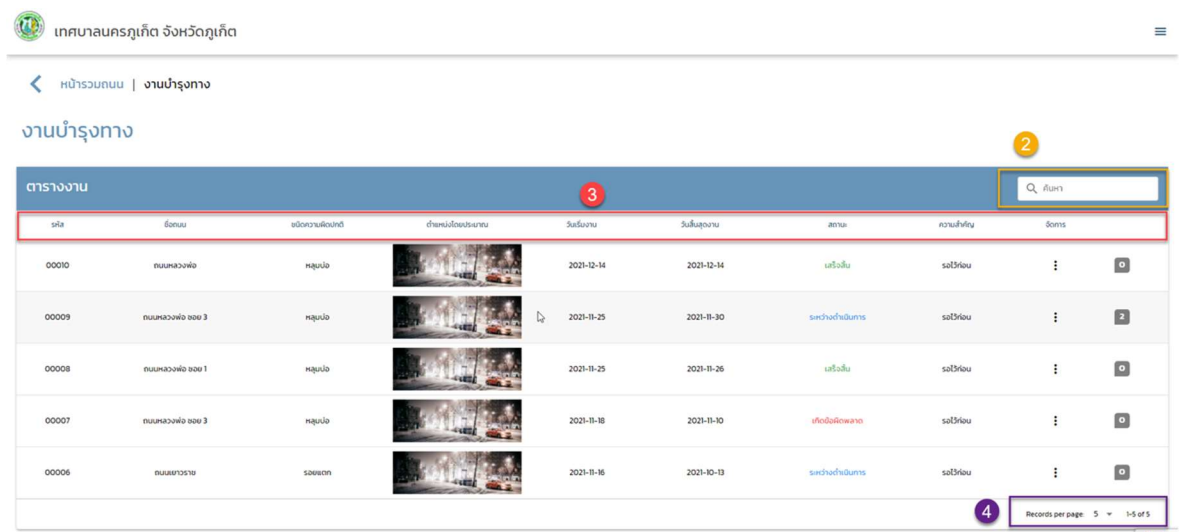 เทศบาลนครภูเก็ต จังหวัดภูเก็ต
หน้ารวมถนน | งานบำรุงทาง
งานบำรุงทาง
2
ตารางงาน ค้นหา
3
รหัส ชื่อถนน ชนิดความผิดปกติ ตำแหน่งโดยประมาณ วันเริ่มงาน วันสิ้นสุดงาน สถานะ ความสำคัญ จัดการ
00010 ถนนหลวงพ่อ หลุมบ่อ 2021-12-14 2021-12-14 เสร็จสิ้น รอไว้ก่อน 0
00009 ถนนหลวงพ่อ ซอย 3 หลุมบ่อ 2021-11-25 2021-11-30 ระหว่างดำเนินการ รอไว้ก่อน 2
00008 ถนนหลวงพ่อ ซอย 1 หลุมบ่อ 2021-11-25 2021-11-26 เสร็จสิ้น รอไว้ก่อน 0
00007 ถนนหลวงพ่อ ซอย 3 หลุมบ่อ 2021-11-18 2021-11-10 เกิดข้อผิดพลาด รอไว้ก่อน 0
00006 ถนนเยาวราช รอยแตก 2021-11-16 2021-10-13 ระหว่างดำเนินการ รอไว้ก่อน 0
4
Records per page: 5 1-5 of 5